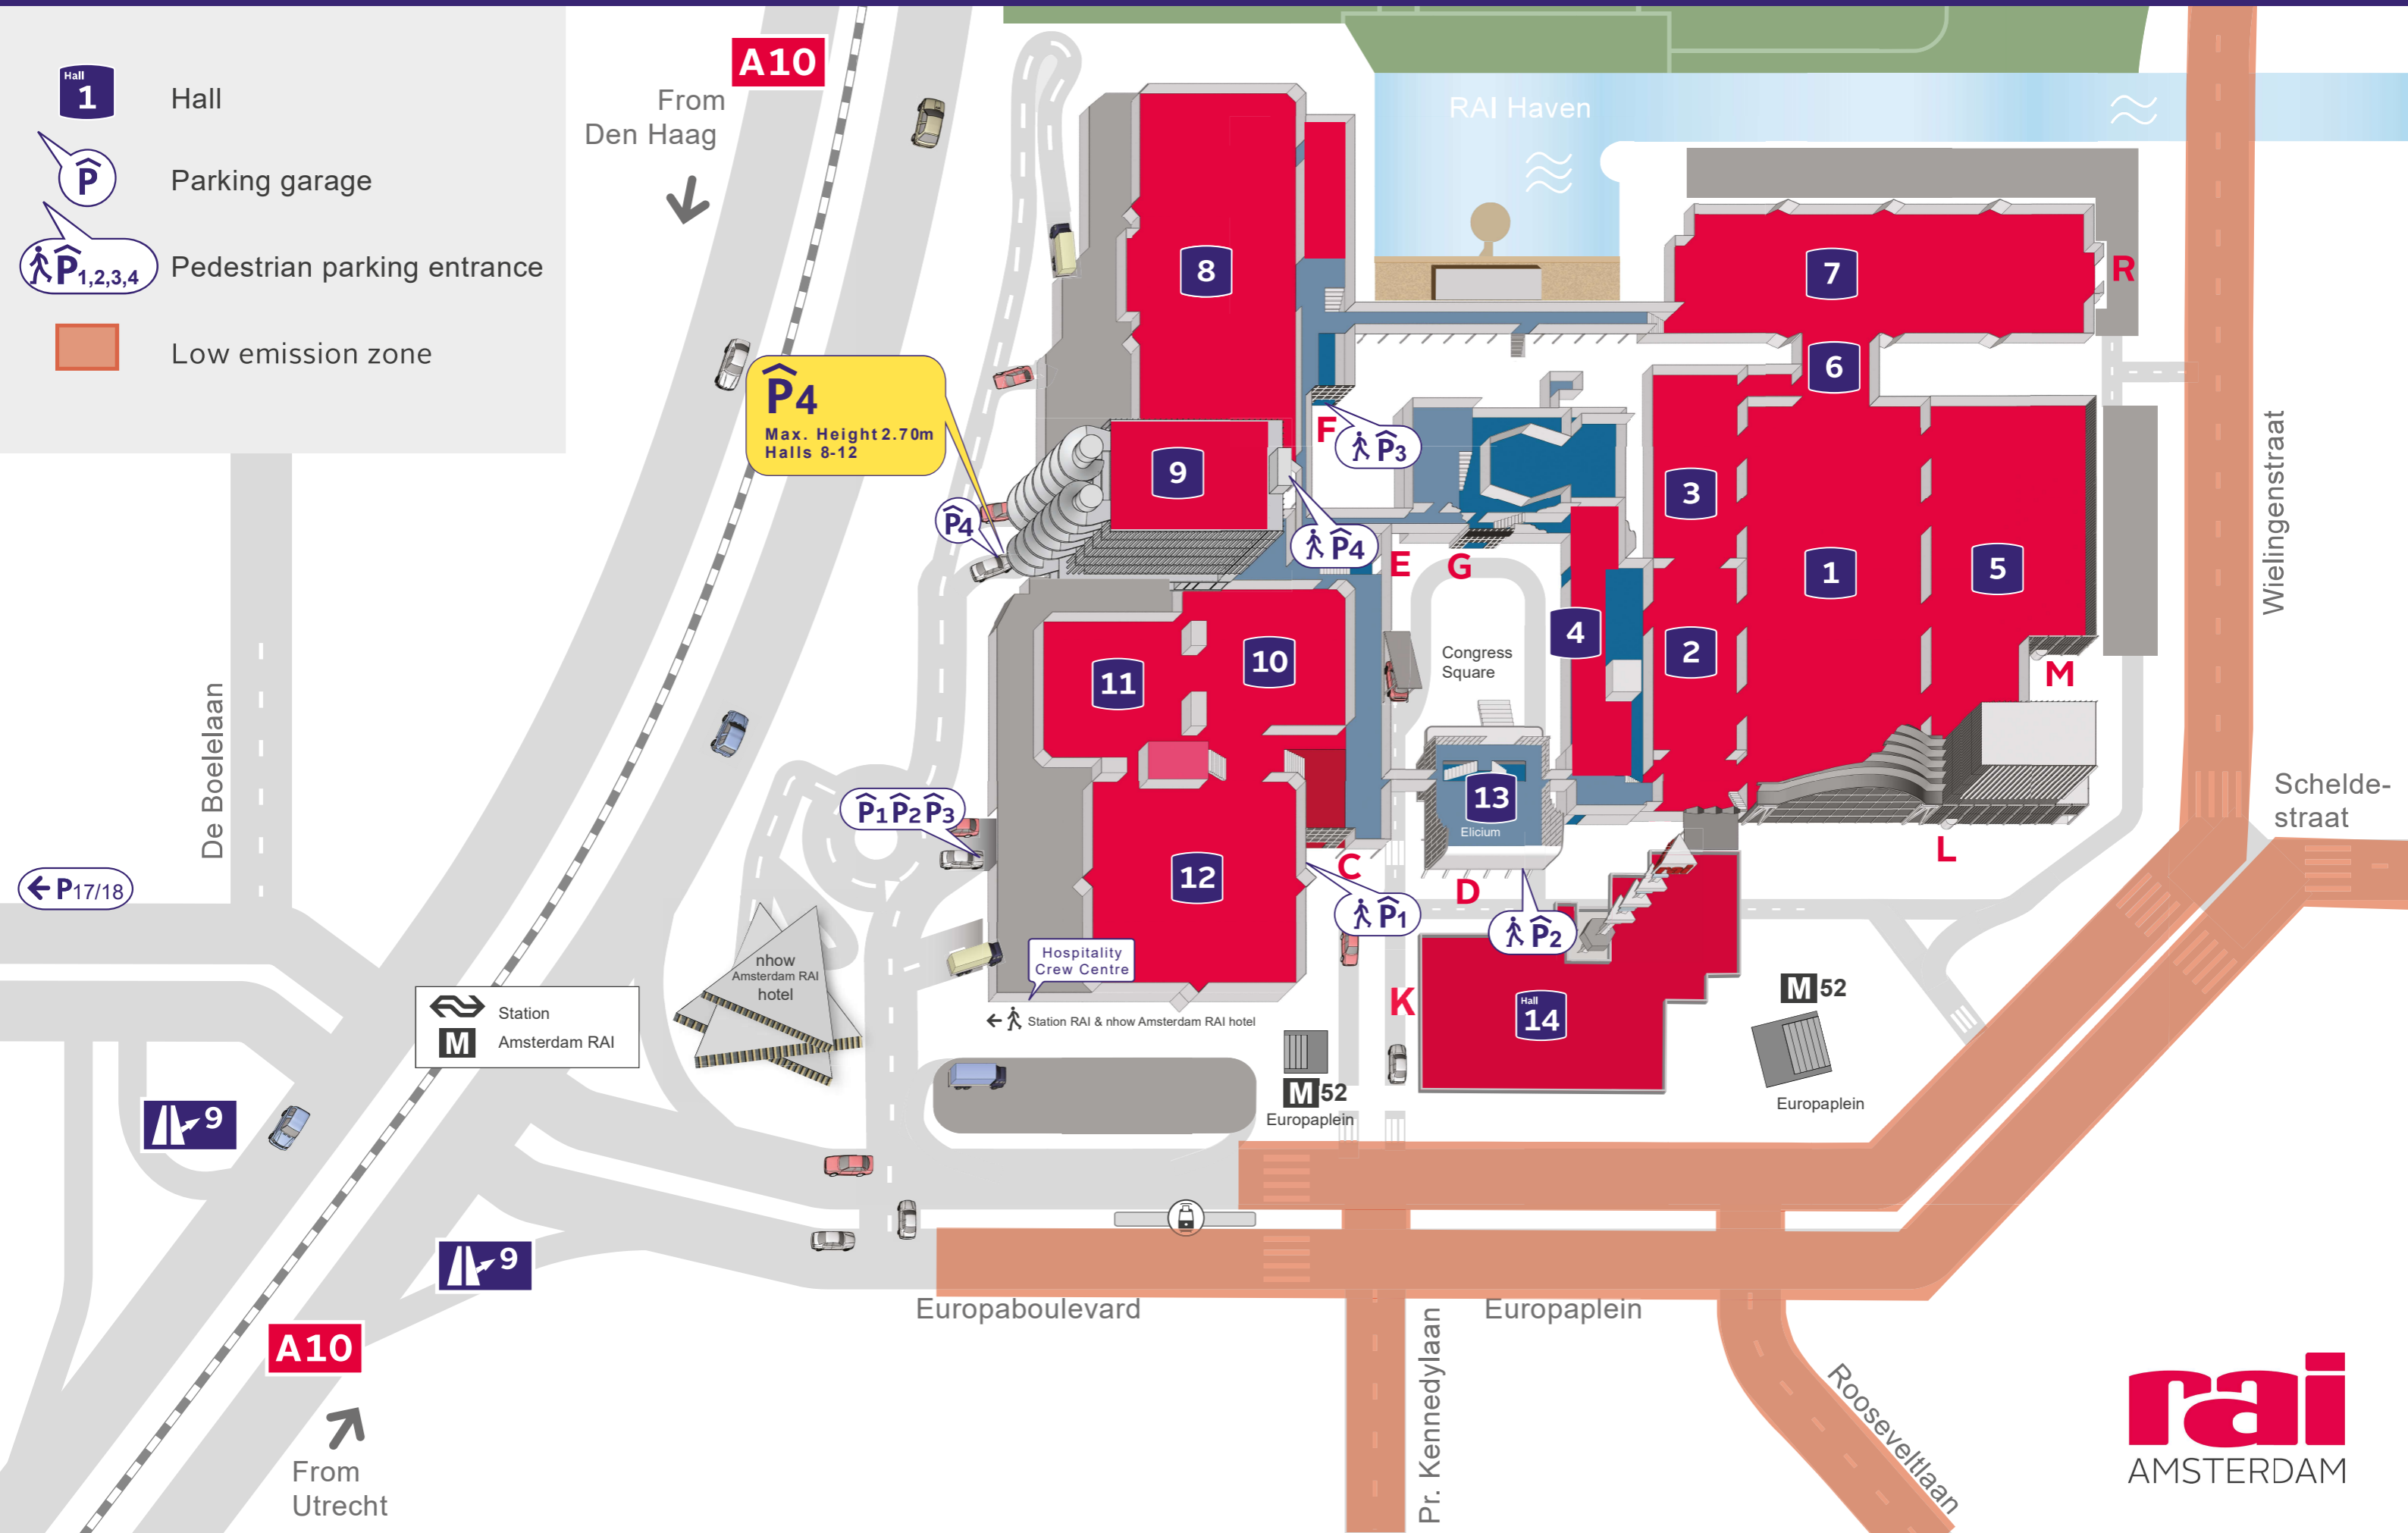 Hall
1
Hall
P
Parking garage
P1,2,3,4
Pedestrian parking entrance
Low emission zone
A10
From
Den Haag
RAI Haven
8
7
R
6
P4
Max. Height 2.70m
Halls 8-12
F
P3
9
3
P4
P4
E
G
1
5
Wielingenstraat
4
2
Congress
Square
10
11
M
De Boelelaan
13
Elicium
Schelde-
straat
P1 P2 P3
L
C
12
D
P1
P2
P17/18
Hospitality
Crew Centre
nhow
Amsterdam RAI
hotel
K
Hall
14
M 52
Europaplein
Station
M Amsterdam RAI
Station RAI & nhow Amsterdam RAI hotel
M 52
Europaplein
9
9
Europaboulevard
Europaplein
Pr. Kennedylaan
Rooseveltlaan
A10
From
Utrecht
rai
AMSTERDAM